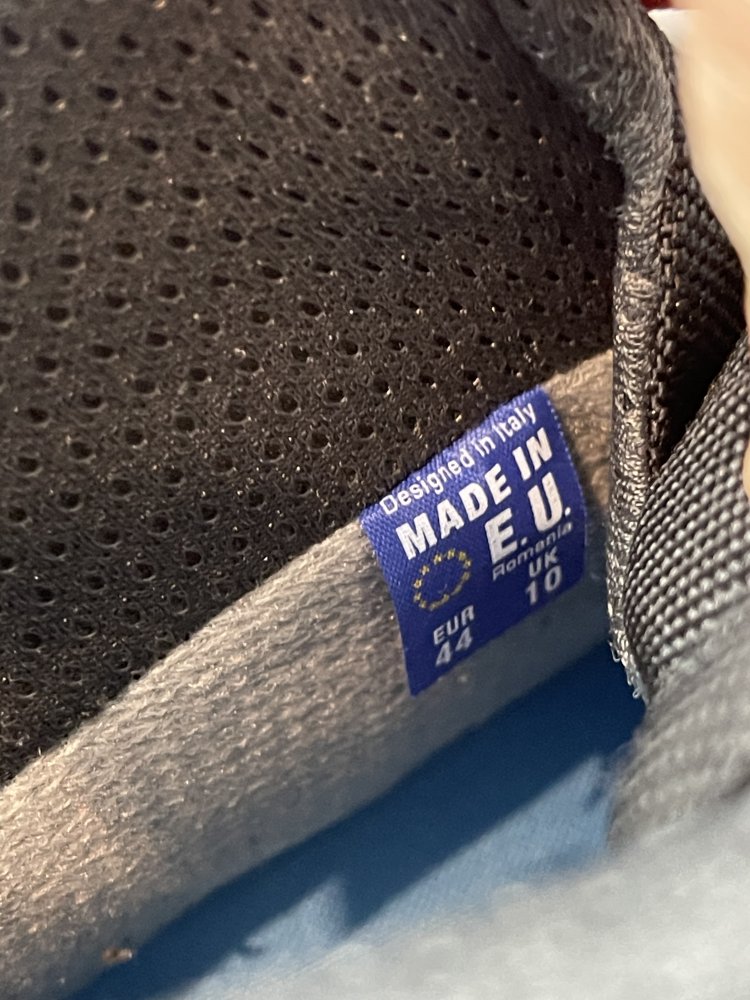 Designed in Italy
MADE IN
E.U.
Romania
EUR
44
UK
10